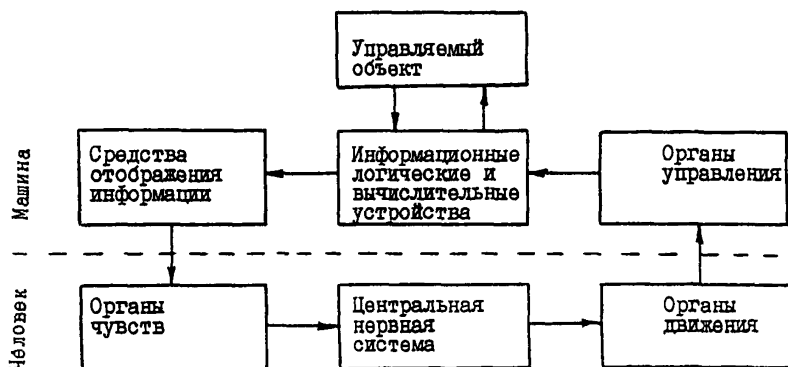 Управляемый
объект
Машина
Средства
отображения
информации
Информационные
логические и
вычислительные
устройства
Органы
управления
Человек
Органы
чувств
Центральная
нервная
система
Органы
движения